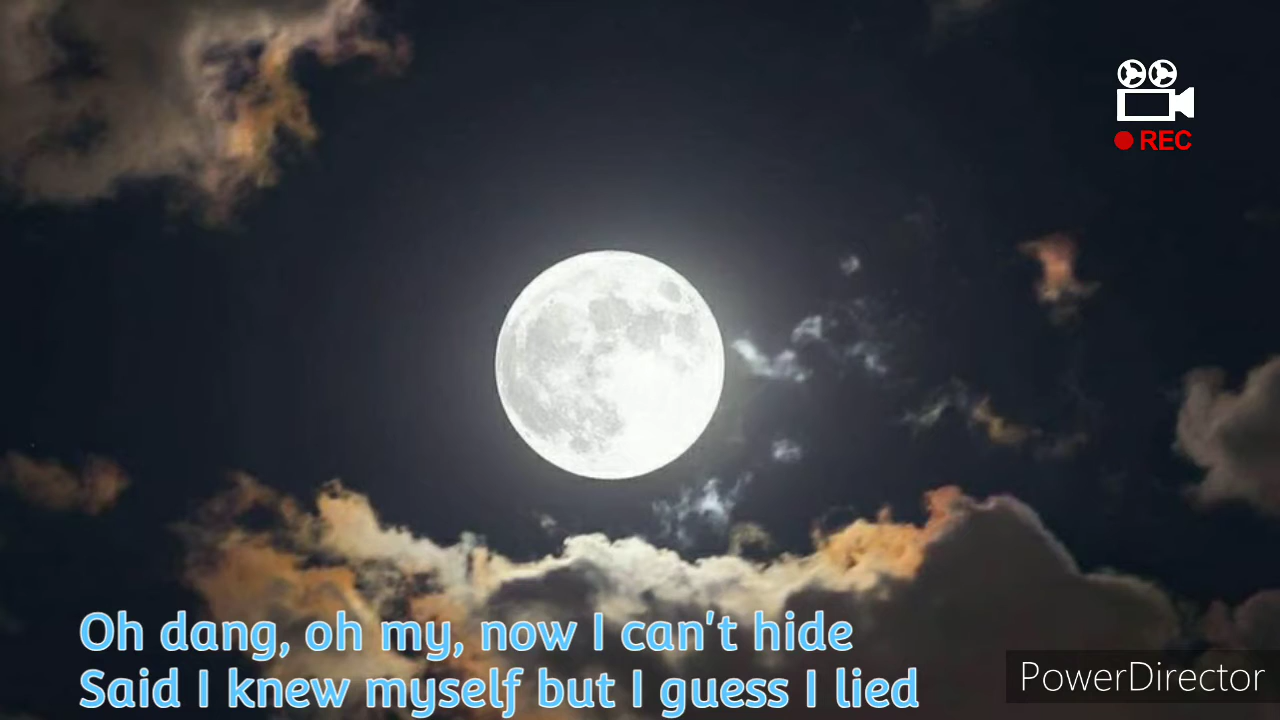 REC
Oh dang, oh my, now I can't hide
Said I knew myself but I guess I lied
PowerDirector